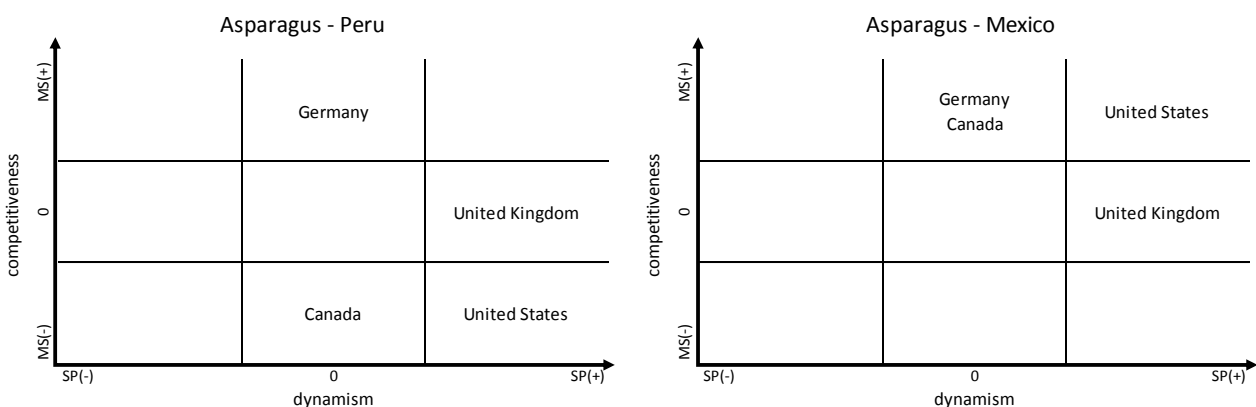 Asparagus - Peru
MS(+)
Germany
competitiveness
0
United Kingdom
MS(-)
Canada
United States
SP(-)
0
SP(+)
dynamism
Asparagus - Mexico
MS(+)
Germany
Canada
United States
competitiveness
0
United Kingdom
MS(-)
SP(-)
0
SP(+)
dynamism